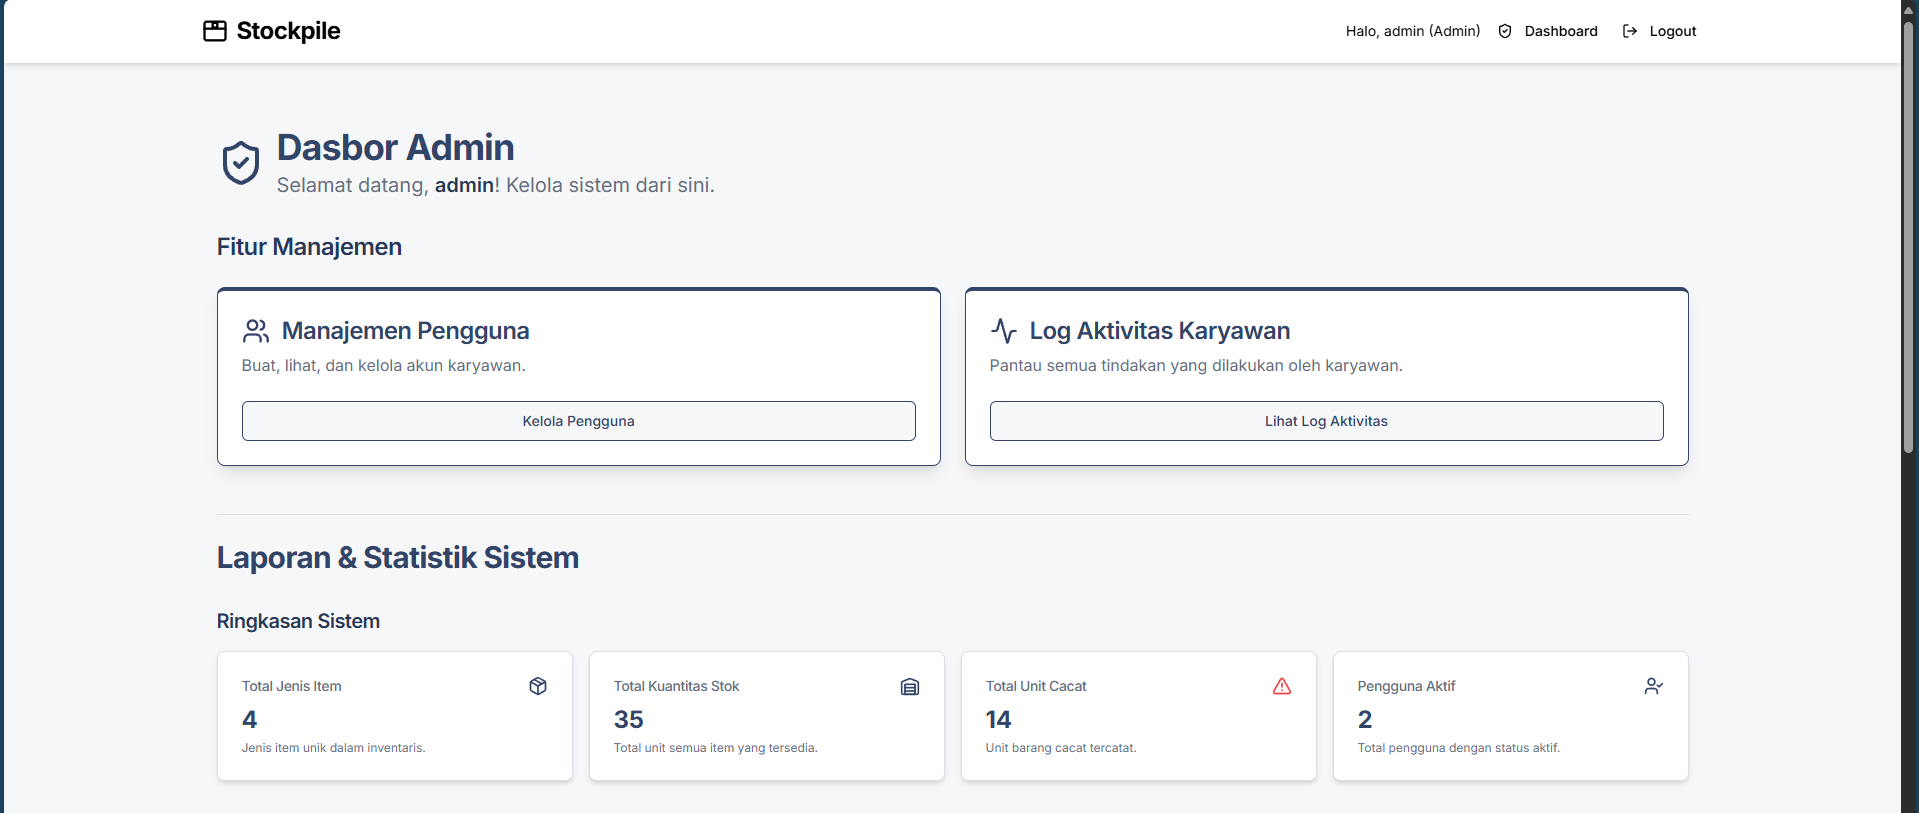 Stockpile
Halo, admin (Admin) Dashboard Logout
Dasbor Admin
Selamat datang, admin! Kelola sistem dari sini.
Fitur Manajemen
Manajemen Pengguna
Buat, lihat, dan kelola akun karyawan.
Kelola Pengguna
Log Aktivitas Karyawan
Pantau semua tindakan yang dilakukan oleh karyawan.
Lihat Log Aktivitas
Laporan & Statistik Sistem
Ringkasan Sistem
Total Jenis Item
4
Jenis item unik dalam inventaris.
Total Kuantitas Stok
35
Total unit semua item yang tersedia.
Total Unit Cacat
14
Unit barang cacat tercatat.
Pengguna Aktif
2
Total pengguna dengan status aktif.